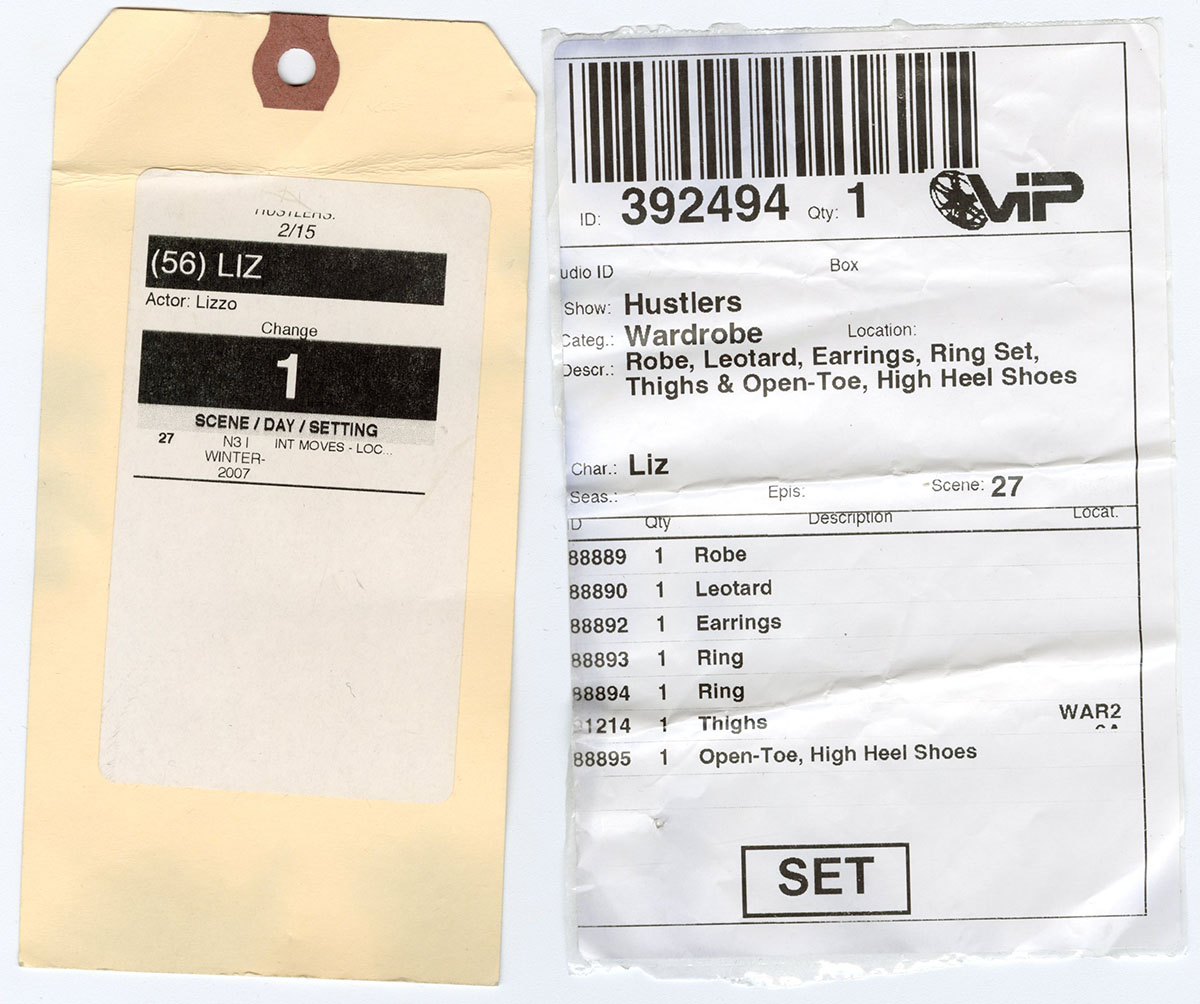 HUSTLERS.
2/15
(56) LIZ
Actor: Lizzo
Change
1
SCENE / DAY / SETTING
27 N3 I INT MOVES - LOC...
WINTER-
2007
ID: 392494 Qty: 1 ViP
udio ID Box
Show: Hustlers
Categ.: Wardrobe Location:
Descr.: Robe, Leotard, Earrings, Ring Set,
Thighs & Open-Toe, High Heel Shoes
Char.: Liz
Seas.: Epis: Scene: 27
D Qty Description Locat.
88889 1 Robe
88890 1 Leotard
88892 1 Earrings
88893 1 Ring
88894 1 Ring
1214 1 Thighs WAR2
88895 1 Open-Toe, High Heel Shoes
SET